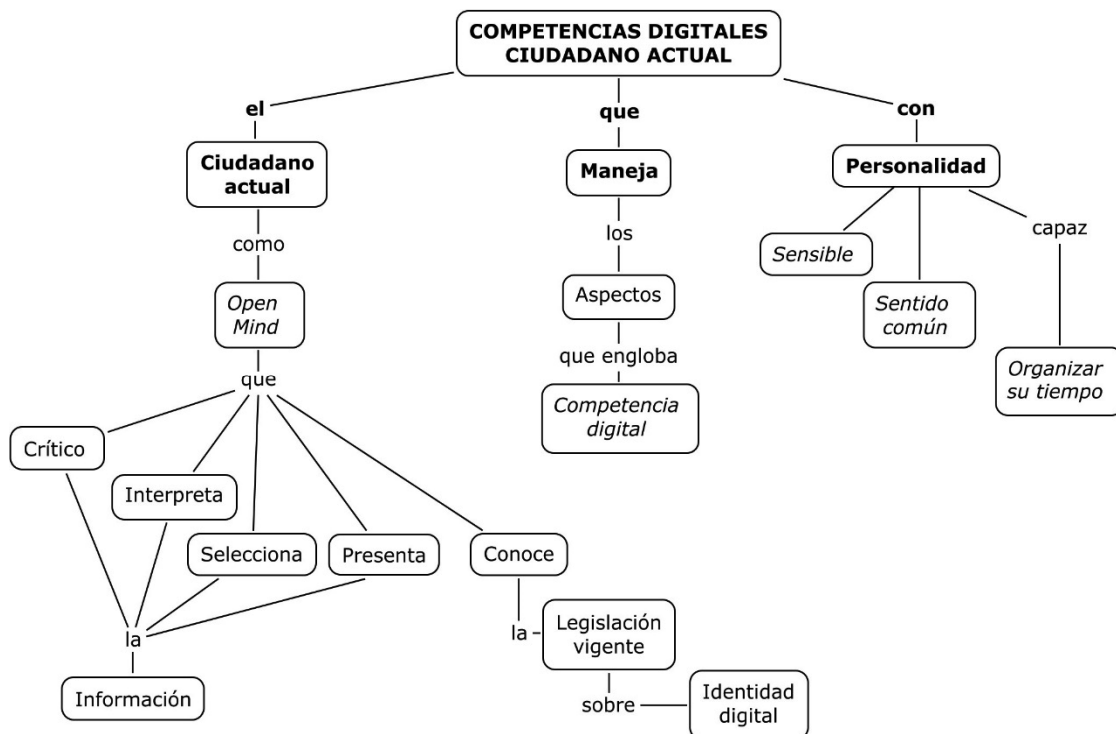 COMPETENCIAS DIGITALES
CIUDADANO ACTUAL
el
que
con
Ciudadano
actual
Maneja
Personalidad
como
los
capaz
Sensible
Open
Mind
Aspectos
Sentido
común
que engloba
que
Organizar
su tiempo
Competencia
digital
Crítico
Interpreta
Selecciona
Presenta
Conoce
la
la
Legislación
vigente
Información
sobre
Identidad
digital